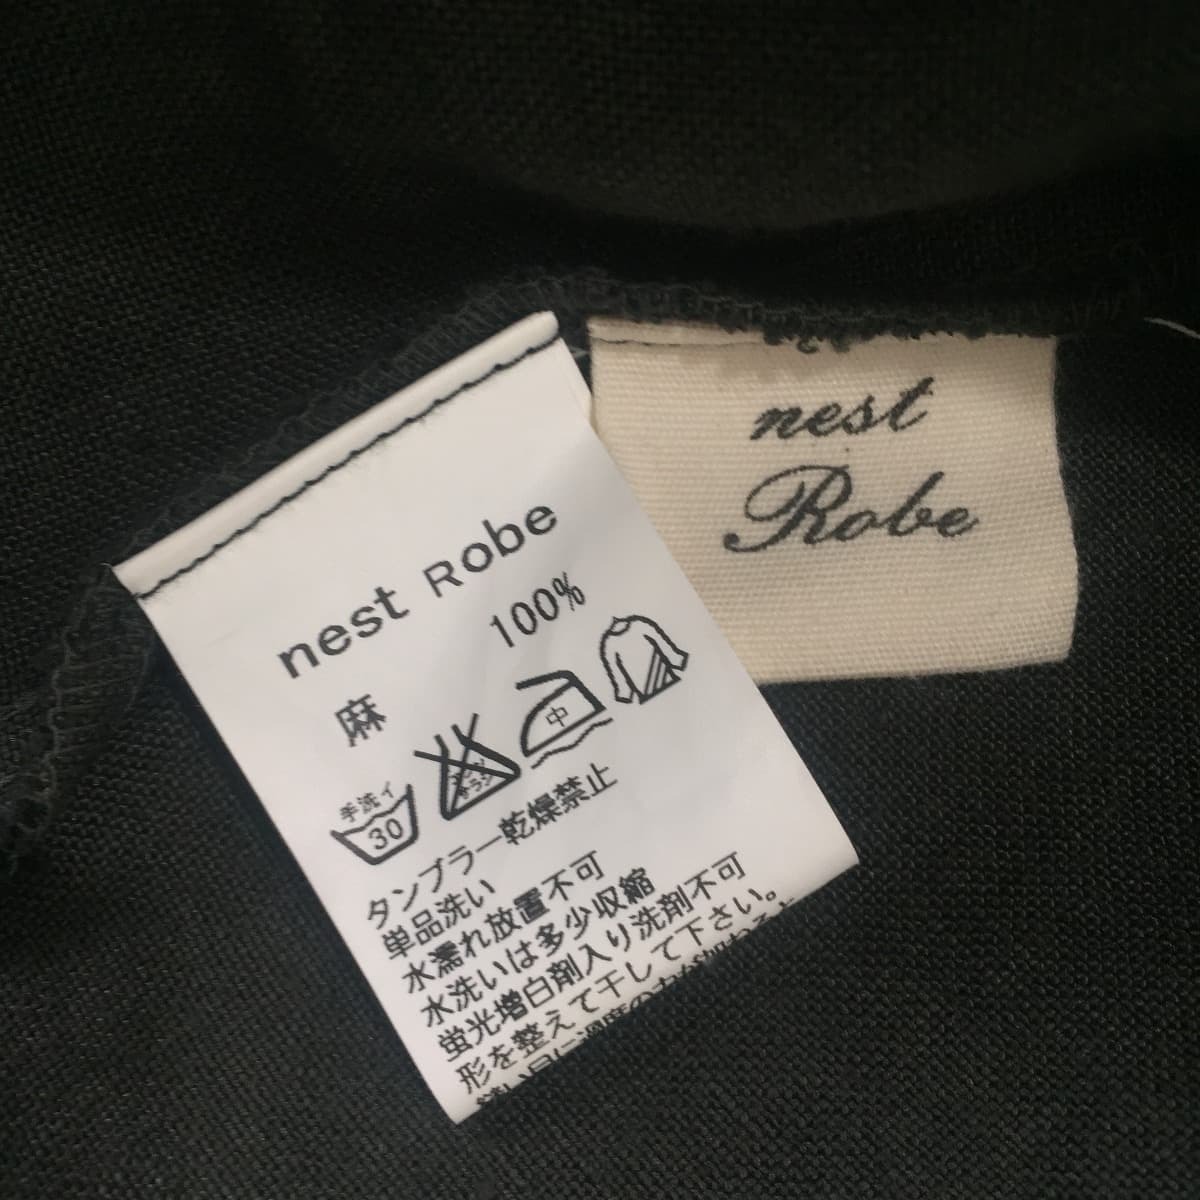 nest Robe
麻 100%
手洗イ
30
中
タンブラー乾燥禁止
単品洗い
水濡れ放置不可
水洗いは多少収縮
蛍光増白剤入り洗剤不可
形を整えて干して下さい。
nest
Robe